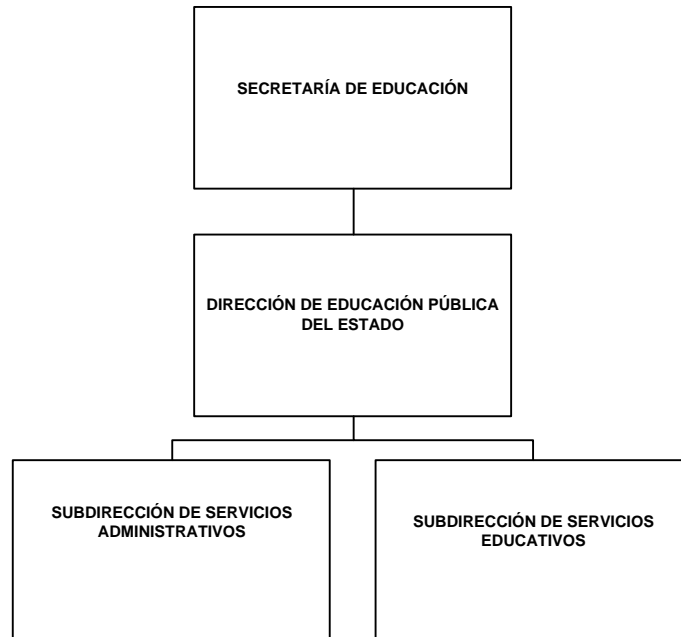 SECRETARÍA DE EDUCACIÓN
DIRECCIÓN DE EDUCACIÓN PÚBLICA
DEL ESTADO
SUBDIRECCIÓN DE SERVICIOS
ADMINISTRATIVOS
SUBDIRECCIÓN DE SERVICIOS
EDUCATIVOS